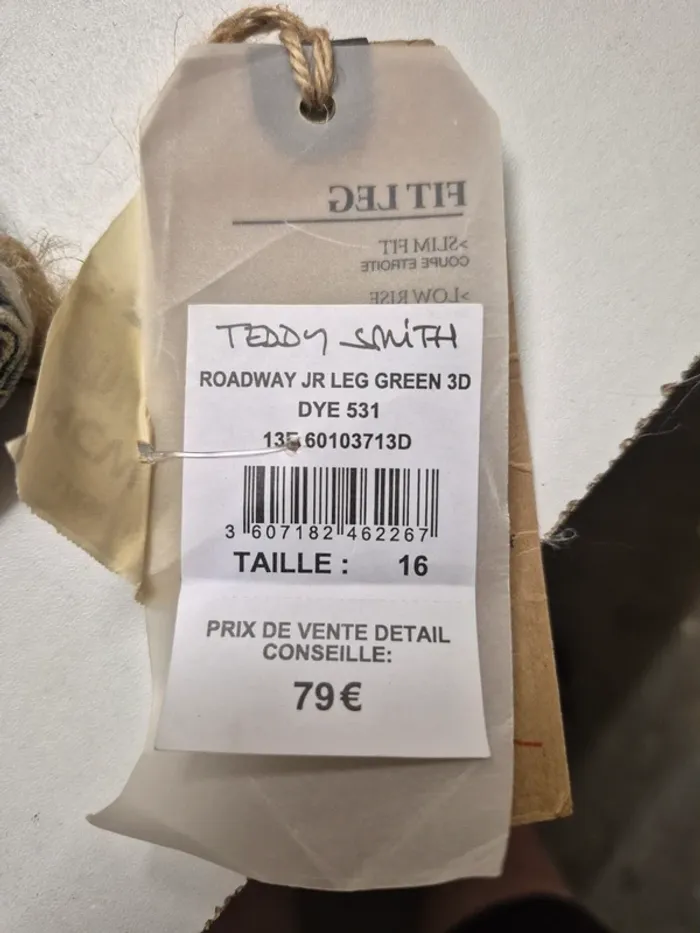 FIT LEG
>SLIM FIT
COUPE ETROITE
>LOW RISE
TEDDY SMITH
ROADWAY JR LEG GREEN 3D
DYE 531
60103713D
3 607182 462267
TAILLE : 16
PRIX DE VENTE DETAIL
CONSEILLE:
79€